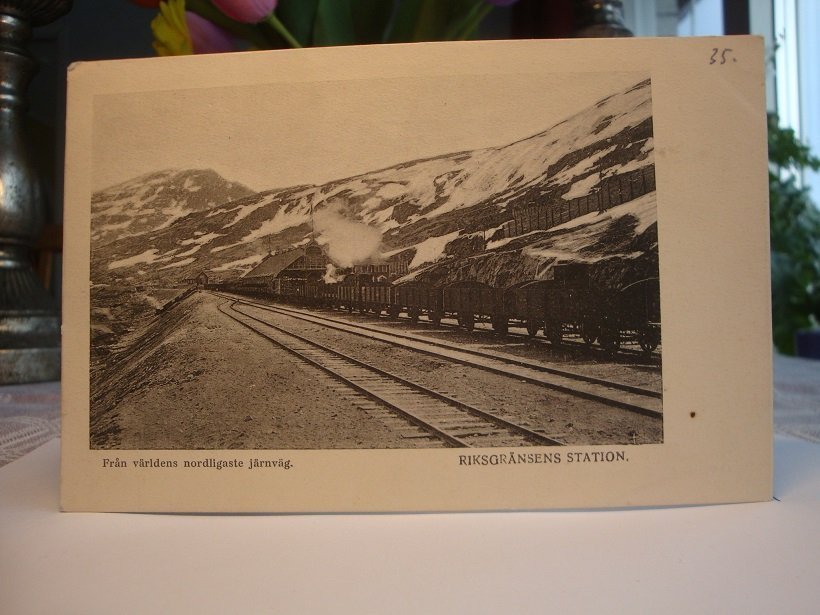 35.
Från världens nordligaste järnväg.
RIKSGRÄNSENS STATION.